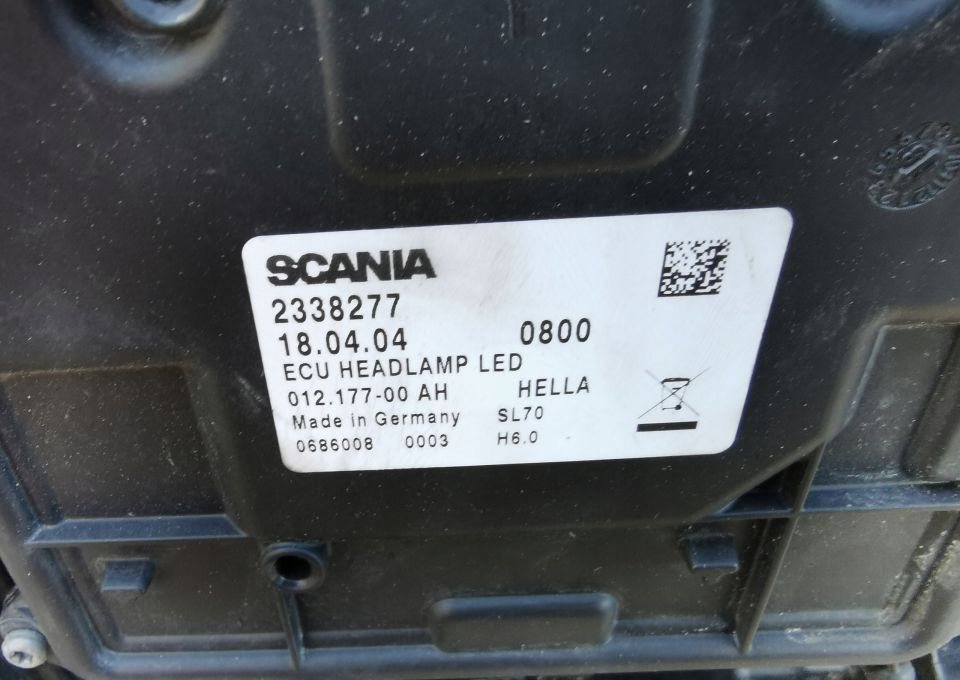 SCANIA
2338277
18.04.04 0800
ECU HEADLAMP LED
012.177-00 AH HELLA
Made in Germany SL70
0686008 0003 H6.0